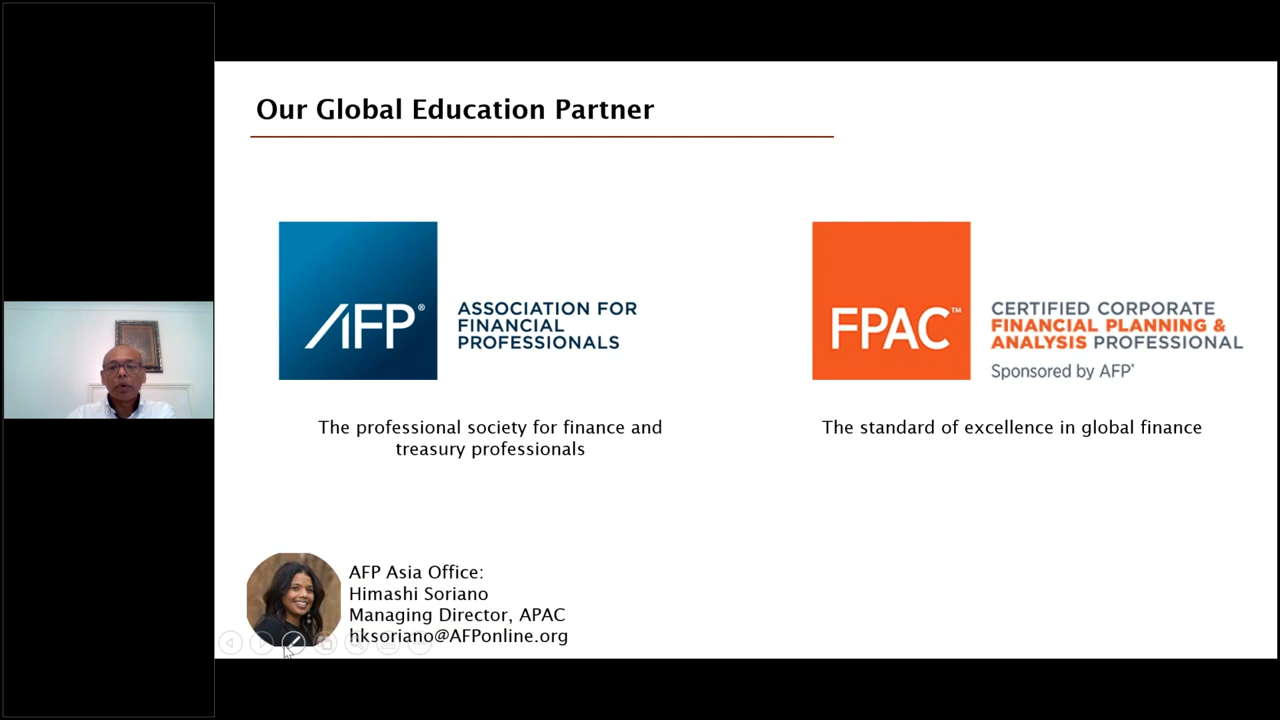 Our Global Education Partner
AFP®
ASSOCIATION FOR
FINANCIAL
PROFESSIONALS
The professional society for finance and
treasury professionals
FPAC™
CERTIFIED CORPORATE
FINANCIAL PLANNING &
ANALYSIS PROFESSIONAL
Sponsored by AFP®
The standard of excellence in global finance
AFP Asia Office:
Himashi Soriano
Managing Director, APAC
hksoriano@AFPonline.org